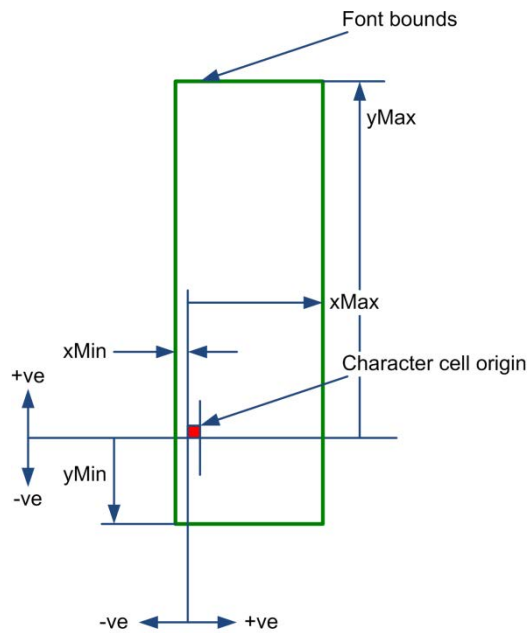 Font bounds
yMax
xMax
xMin
Character cell origin
+ve
yMin
-ve
-ve
+ve